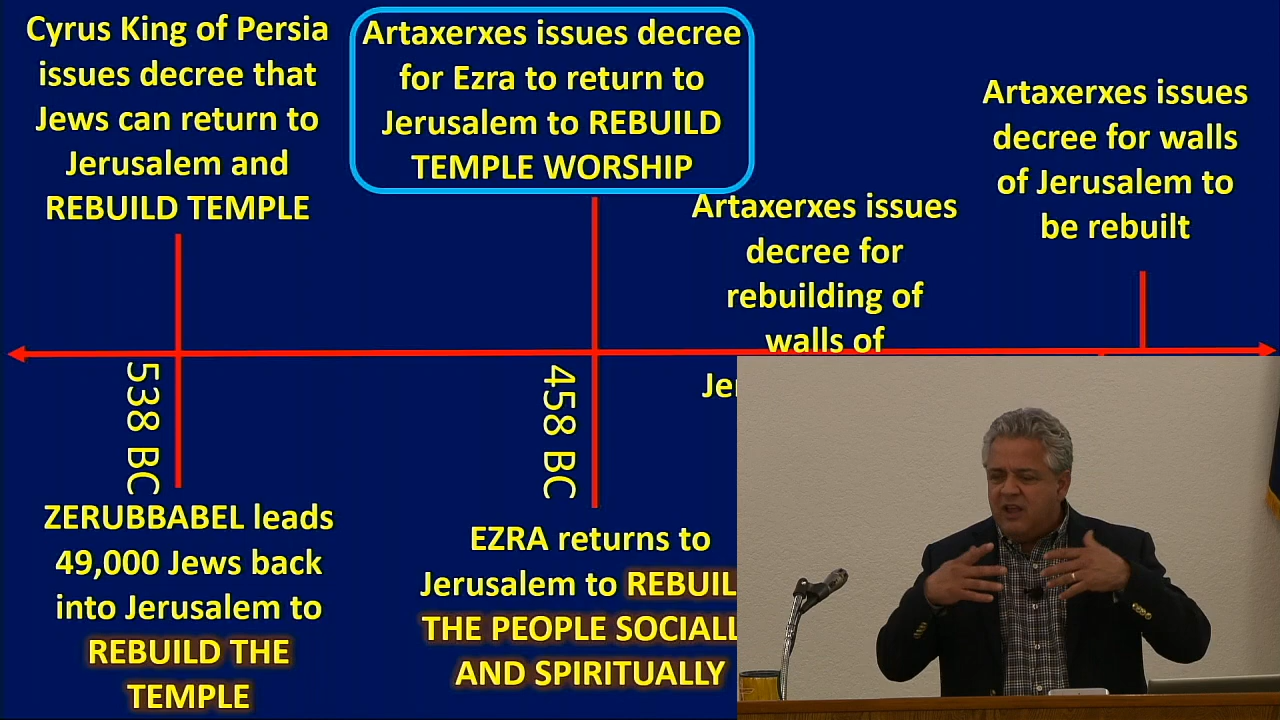 Cyrus King of Persia
issues decree that
Jews can return to
Jerusalem and
REBUILD TEMPLE
Artaxerxes issues decree
for Ezra to return to
Jerusalem to REBUILD
TEMPLE WORSHIP
Artaxerxes issues
decree for
rebuilding of
walls of
Artaxerxes issues
decree for walls
of Jerusalem to
be rebuilt
538 BC
458 BC
ZERUBBABEL leads
49,000 Jews back
into Jerusalem to
REBUILD THE
TEMPLE
EZRA returns to
Jerusalem to REBUIL
THE PEOPLE SOCIALL
AND SPIRITUALLY